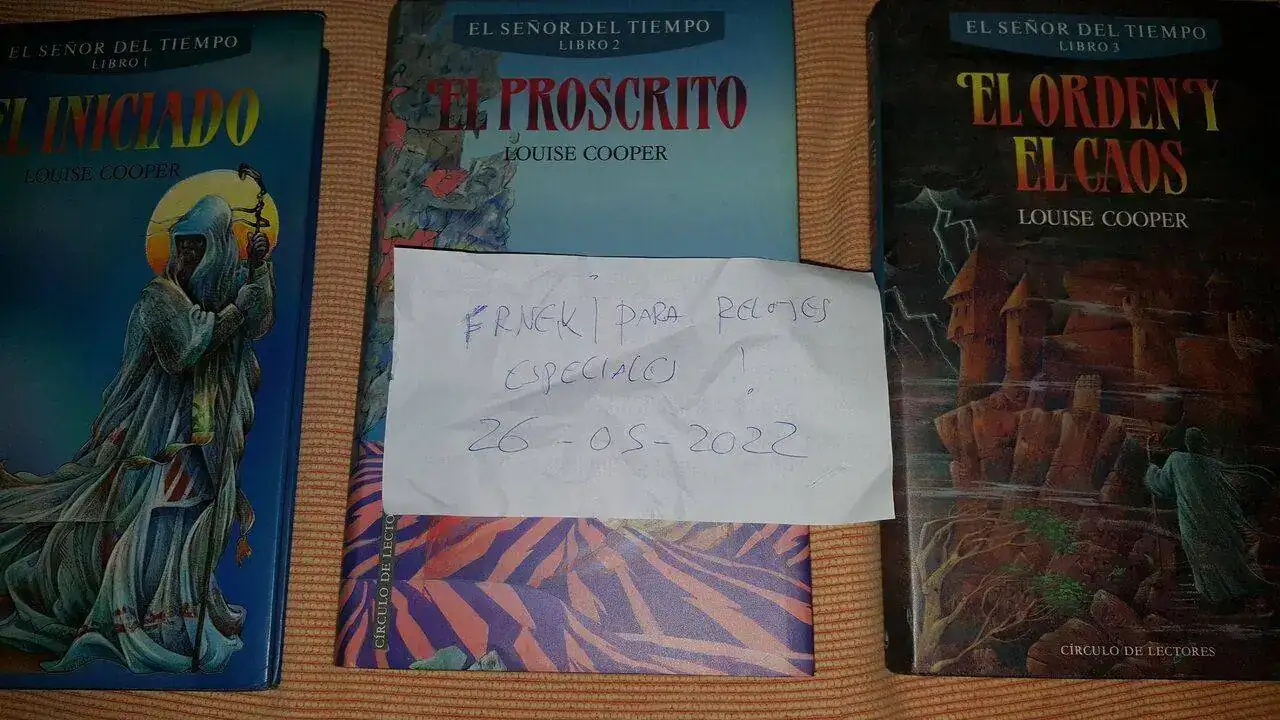 EL SEÑOR DEL TIEMPO
LIBRO 1
EL INICIADO
LOUISE COOPER
EL SEÑOR DEL TIEMPO
LIBRO 2
EL PROSCRITO
LOUISE COOPER
CÍRCULO DE LECTO
EL SEÑOR DEL TIEMPO
LIBRO 3
EL ORDEN Y
EL CAOS
LOUISE COOPER
CÍRCULO DE LECTORES
FRNEK | PARA RELOJES
ESPECIALES !
26-05-2022